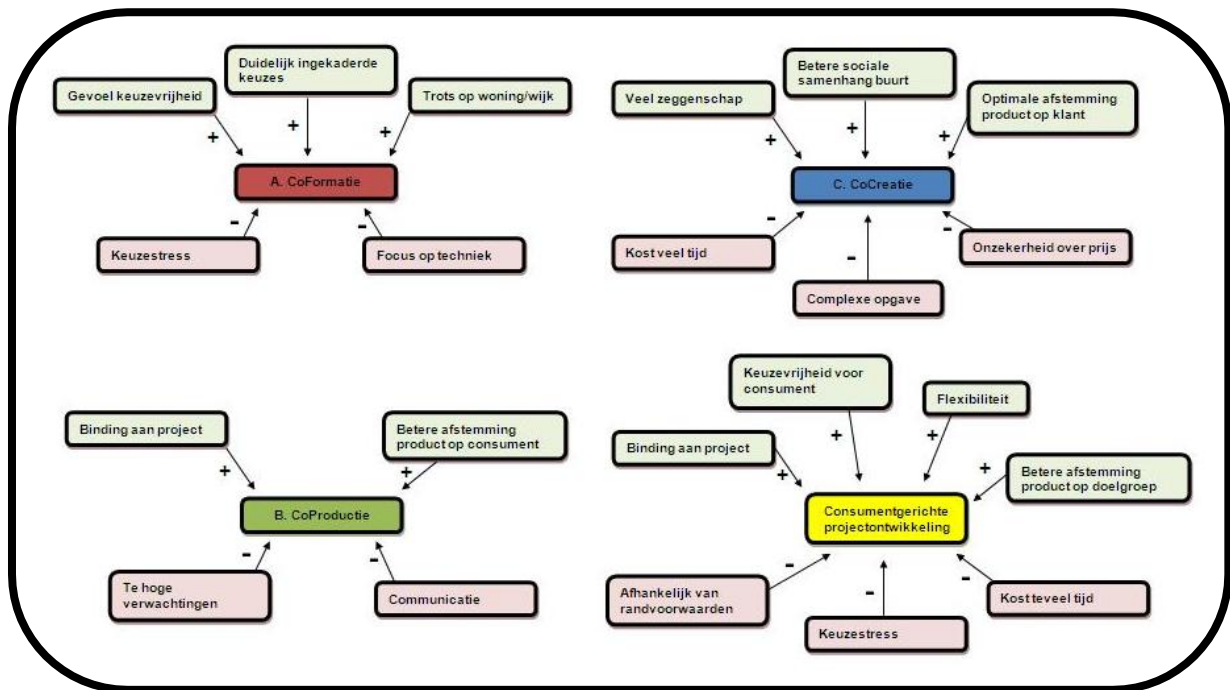 Duidelijk ingekaderde
keuzes
Gevoel keuzevrijheid
Trots op woning/wijk
+
+
+
A. CoFormatie
-
-
Keuzestress
Focus op techniek
Betere sociale
samenhang buurt
Veel zeggenschap
Optimale afstemming
product op klant
+
+
+
C. CoCreatie
-
-
-
Kost veel tijd
Onzekerheid over prijs
Complexe opgave
Binding aan project
Betere afstemming
product op consument
+
+
B. CoProductie
-
-
Te hoge
verwachtingen
Communicatie
Keuzevrijheid voor
consument
Flexibiliteit
Binding aan project
Betere afstemming
product op doelgroep
+
+
+
+
Consumentgerichte
projectontwikkeling
-
-
-
Afhankelijk van
randvoorwaarden
Kost teveel tijd
Keuzestress